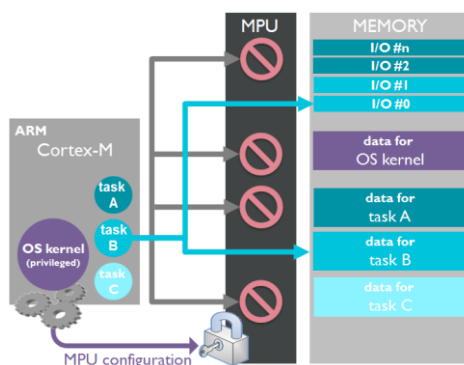 MPU
MEMORY
I/O #n
I/O #2
I/O #1
I/O #0
ARM
Cortex-M
data for
OS kernel
task
A
task
B
task
C
OS kernel
(privileged)
data for
task A
data for
task B
data for
task C
MPU configuration